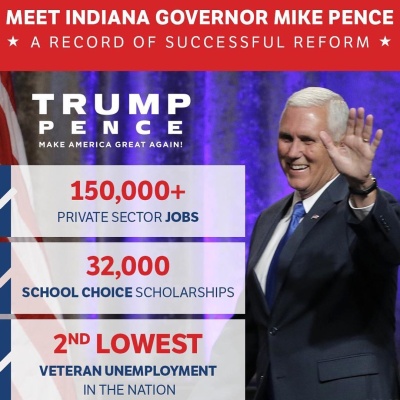 MEET INDIANA GOVERNOR MIKE PENCE
★ A RECORD OF SUCCESSFUL REFORM ★
TRUMP
PENCE
MAKE AMERICA GREAT AGAIN!
150,000+
PRIVATE SECTOR JOBS
32,000
SCHOOL CHOICE SCHOLARSHIPS
2ND LOWEST
VETERAN UNEMPLOYMENT
IN THE NATION